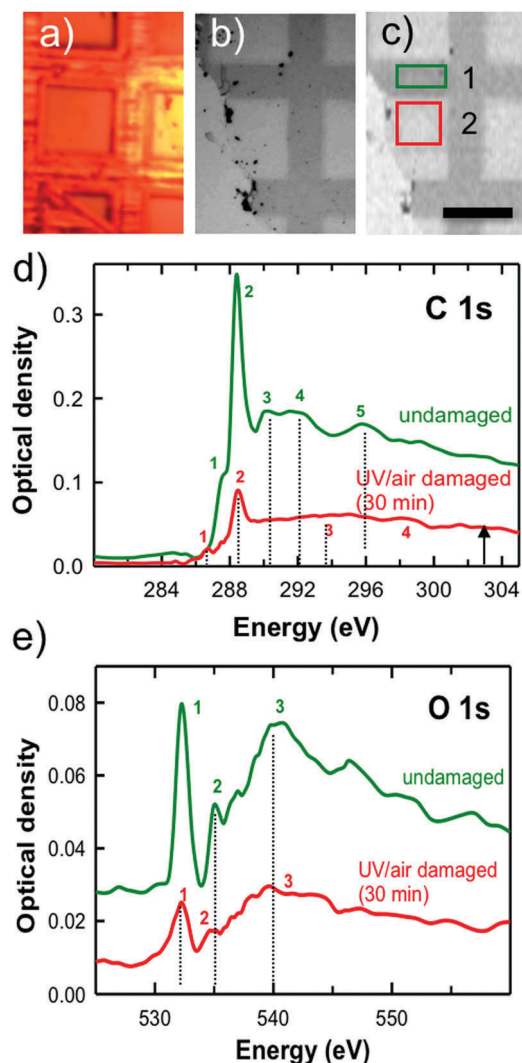 a)
b)
c)
1
2
d)
C 1s
Optical density
0.3
0.2
0.1
0.0
2
3
4
5
1
undamaged
UV/air damaged
(30 min)
1
2
3
4
284
288
292
296
300
304
Energy (eV)
e)
O 1s
Optical density
0.08
0.06
0.04
0.02
0.00
1
2
3
undamaged
UV/air damaged
(30 min)
1
2
3
530
540
550
Energy (eV)